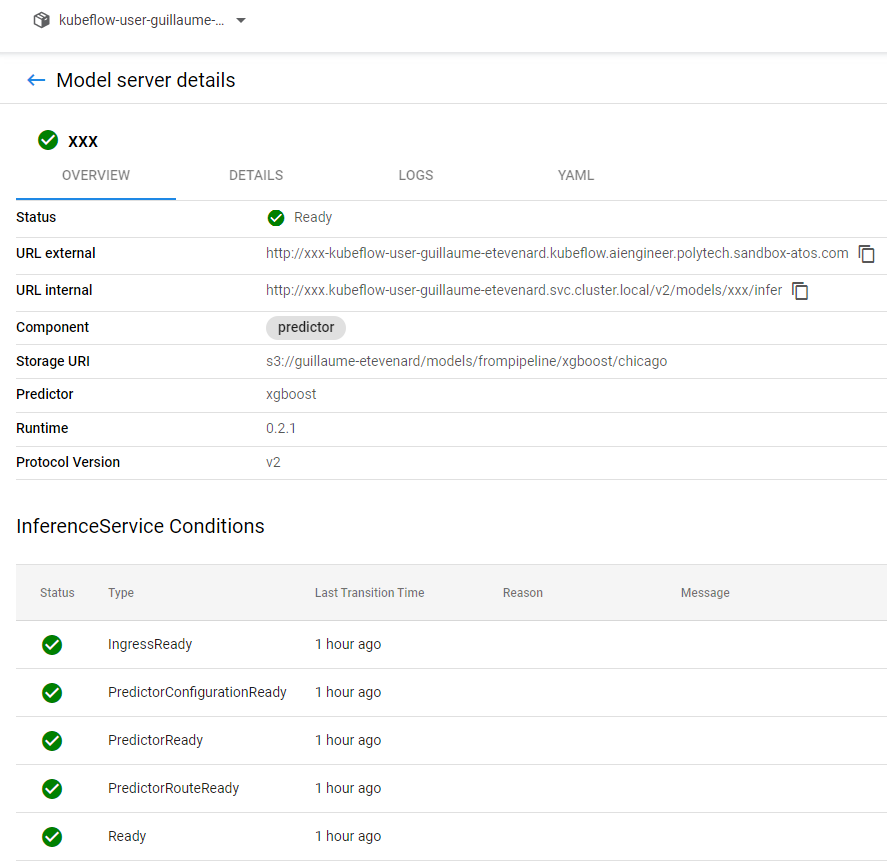 kubeflow-user-guillaume-...
Model server details
xxx
OVERVIEW DETAILS LOGS YAML
Status Ready
URL external http://xxx-kubeflow-user-guillaume-etevenard.kubeflow.aiengineer.polytech.sandbox-atos.com
URL internal http://xxx.kubeflow-user-guillaume-etevenard.svc.cluster.local/v2/models/xxx/infer
Component predictor
Storage URI s3://guillaume-etevenard/models/frompipeline/xgboost/chicago
Predictor xgboost
Runtime 0.2.1
Protocol Version v2
InferenceService Conditions
Status Type Last Transition Time Reason Message
IngressReady 1 hour ago
PredictorConfigurationReady 1 hour ago
PredictorReady 1 hour ago
PredictorRouteReady 1 hour ago
Ready 1 hour ago